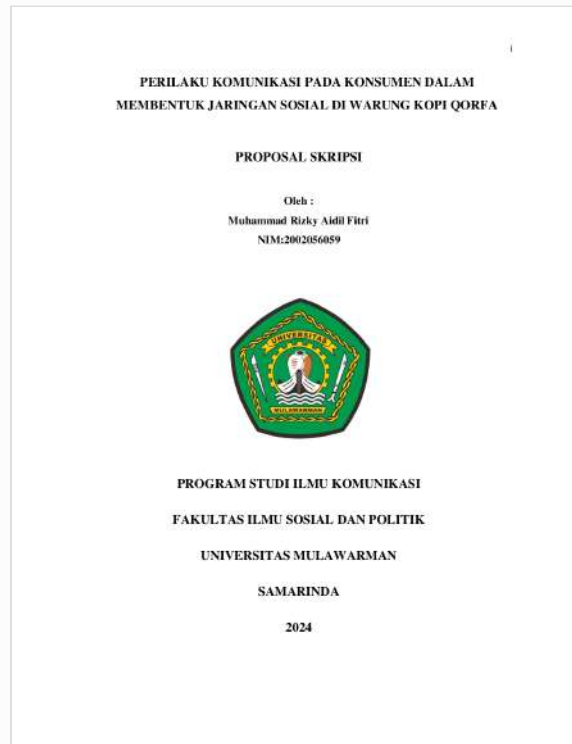 i
PERILAKU KOMUNIKASI PADA KONSUMEN DALAM
MEMBENTUK JARINGAN SOSIAL DI WARUNG KOPI QORFA
PROPOSAL SKRIPSI
Oleh :
Muhammad Rizky Aidil Fitri
NIM:2002056059
UNIVERSITAS
MULAWARMAN
PROGRAM STUDI ILMU KOMUNIKASI
FAKULTAS ILMU SOSIAL DAN POLITIK
UNIVERSITAS MULAWARMAN
SAMARINDA
2024